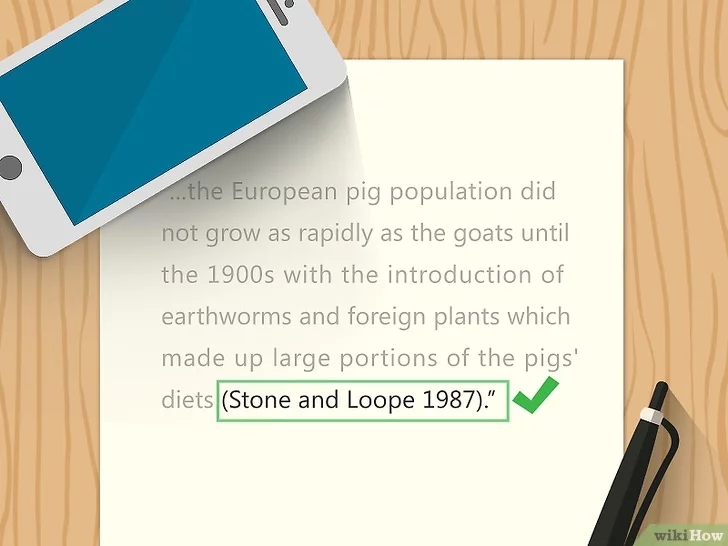 "...the European pig population did
not grow as rapidly as the goats until
the 1900s with the introduction of
earthworms and foreign plants which
made up large portions of the pigs'
diets (Stone and Loope 1987)."
wikiHow